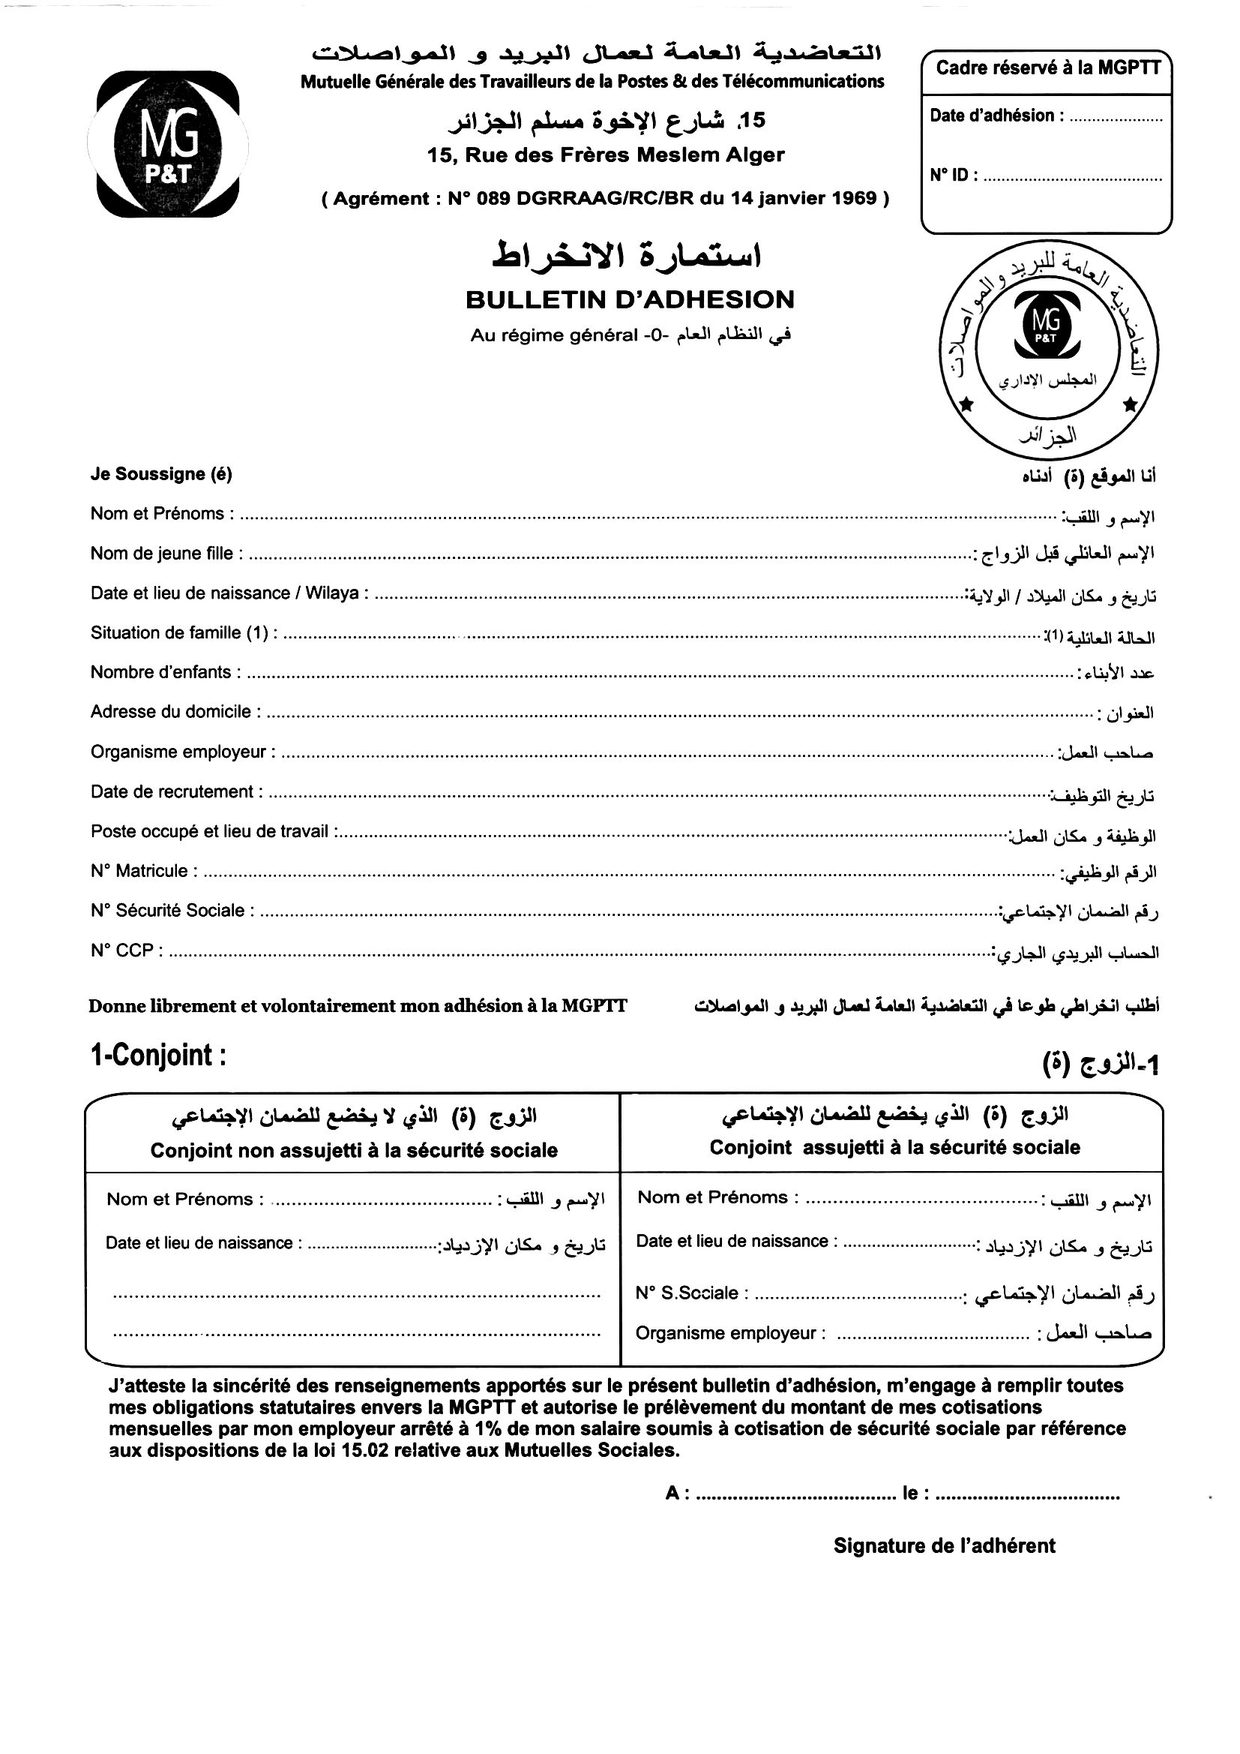 التعاضدية العامة لعمال البريد و المواصلات
Mutuelle Générale des Travailleurs de la Postes & des Télécommunications
15، شارع الإخوة مسلم الجزائر
15, Rue des Frères Meslem Alger
( Agrément : N° 089 DGRRAAG/RC/BR du 14 janvier 1969 )
MG
P&T
Cadre réservé à la MGPTT
Date d'adhésion : .....................
N° ID : ........................................
استمارة الانخراط
BULLETIN D'ADHESION
Au régime général -0- في النظام العام
التعاضدية العامة للبريد و المواصلات
MG
P&T
المجلس الإداري
الجزائر
Je Soussigne (é) أنا الموقع (ة) أدناه
Nom et Prénoms : ........................................ الإسم و اللقب:
Nom de jeune fille : ........................................ الإسم العائلي قبل الزواج :
Date et lieu de naissance / Wilaya : ........................................ تاريخ و مكان الميلاد / الولاية:
Situation de famille (1) : ........................................ الحالة العائلية (1):
Nombre d'enfants : ........................................ عدد الأبناء :
Adresse du domicile : ........................................ العنوان :
Organisme employeur : ........................................ صاحب العمل:
Date de recrutement : ........................................ تاريخ التوظيف:
Poste occupé et lieu de travail :........................................ الوظيفة و مكان العمل:
N° Matricule : ........................................ الرقم الوظيفي:
N° Sécurité Sociale : ........................................ رقم الضمان الإجتماعي:
N° CCP : ........................................ الحساب البريدي الجاري:
Donne librement et volontairement mon adhésion à la MGPTT أطلب انخراطي طوعا في التعاضدية العامة لعمال البريد و المواصلات
1-Conjoint : 1-الزوج (ة)
الزوج (ة) الذي لا يخضع للضمان الإجتماعي
Conjoint non assujetti à la sécurité sociale
Nom et Prénoms : ........................................ الإسم و اللقب :
Date et lieu de naissance : ............................ تاريخ و مكان الإزدياد:
........................................
........................................
الزوج (ة) الذي يخضع للضمان الإجتماعي
Conjoint assujetti à la sécurité sociale
Nom et Prénoms : ........................................ الإسم و اللقب :
Date et lieu de naissance : ............................ تاريخ و مكان الإزدياد :
N° S.Sociale : ........................................ رقم الضمان الإجتماعي :
Organisme employeur : ........................................ صاحب العمل :
J'atteste la sincérité des renseignements apportés sur le présent bulletin d'adhésion, m'engage à remplir toutes
mes obligations statutaires envers la MGPTT et autorise le prélèvement du montant de mes cotisations
mensuelles par mon employeur arrêté à 1% de mon salaire soumis à cotisation de sécurité sociale par référence
aux dispositions de la loi 15.02 relative aux Mutuelles Sociales.
A : ...................................... le : ...................................
Signature de l'adhérent